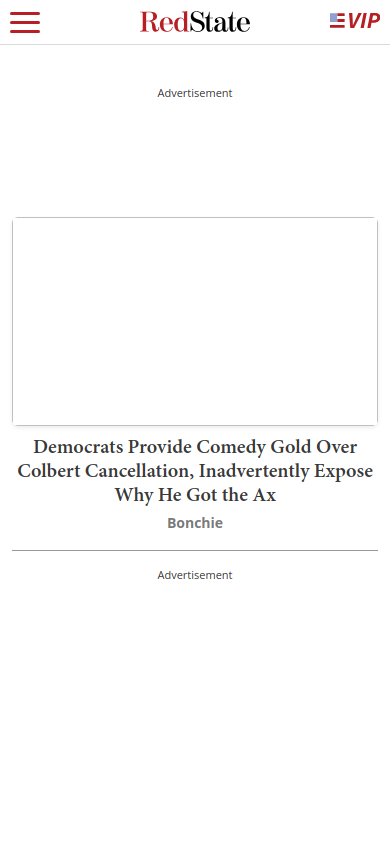 RedState
VIP
Advertisement
Democrats Provide Comedy Gold Over
Colbert Cancellation, Inadvertently Expose
Why He Got the Ax
Bonchie
Advertisement